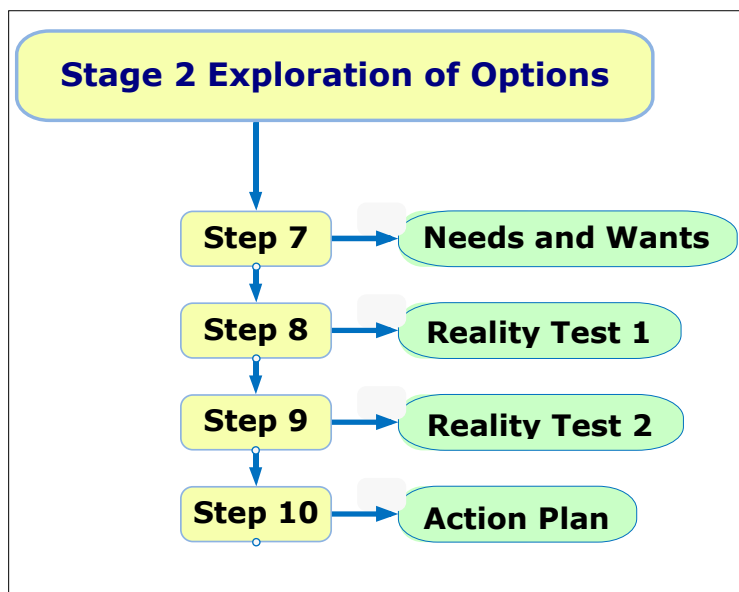 Stage 2 Exploration of Options
Step 7
Needs and Wants
Step 8
Reality Test 1
Step 9
Reality Test 2
Step 10
Action Plan